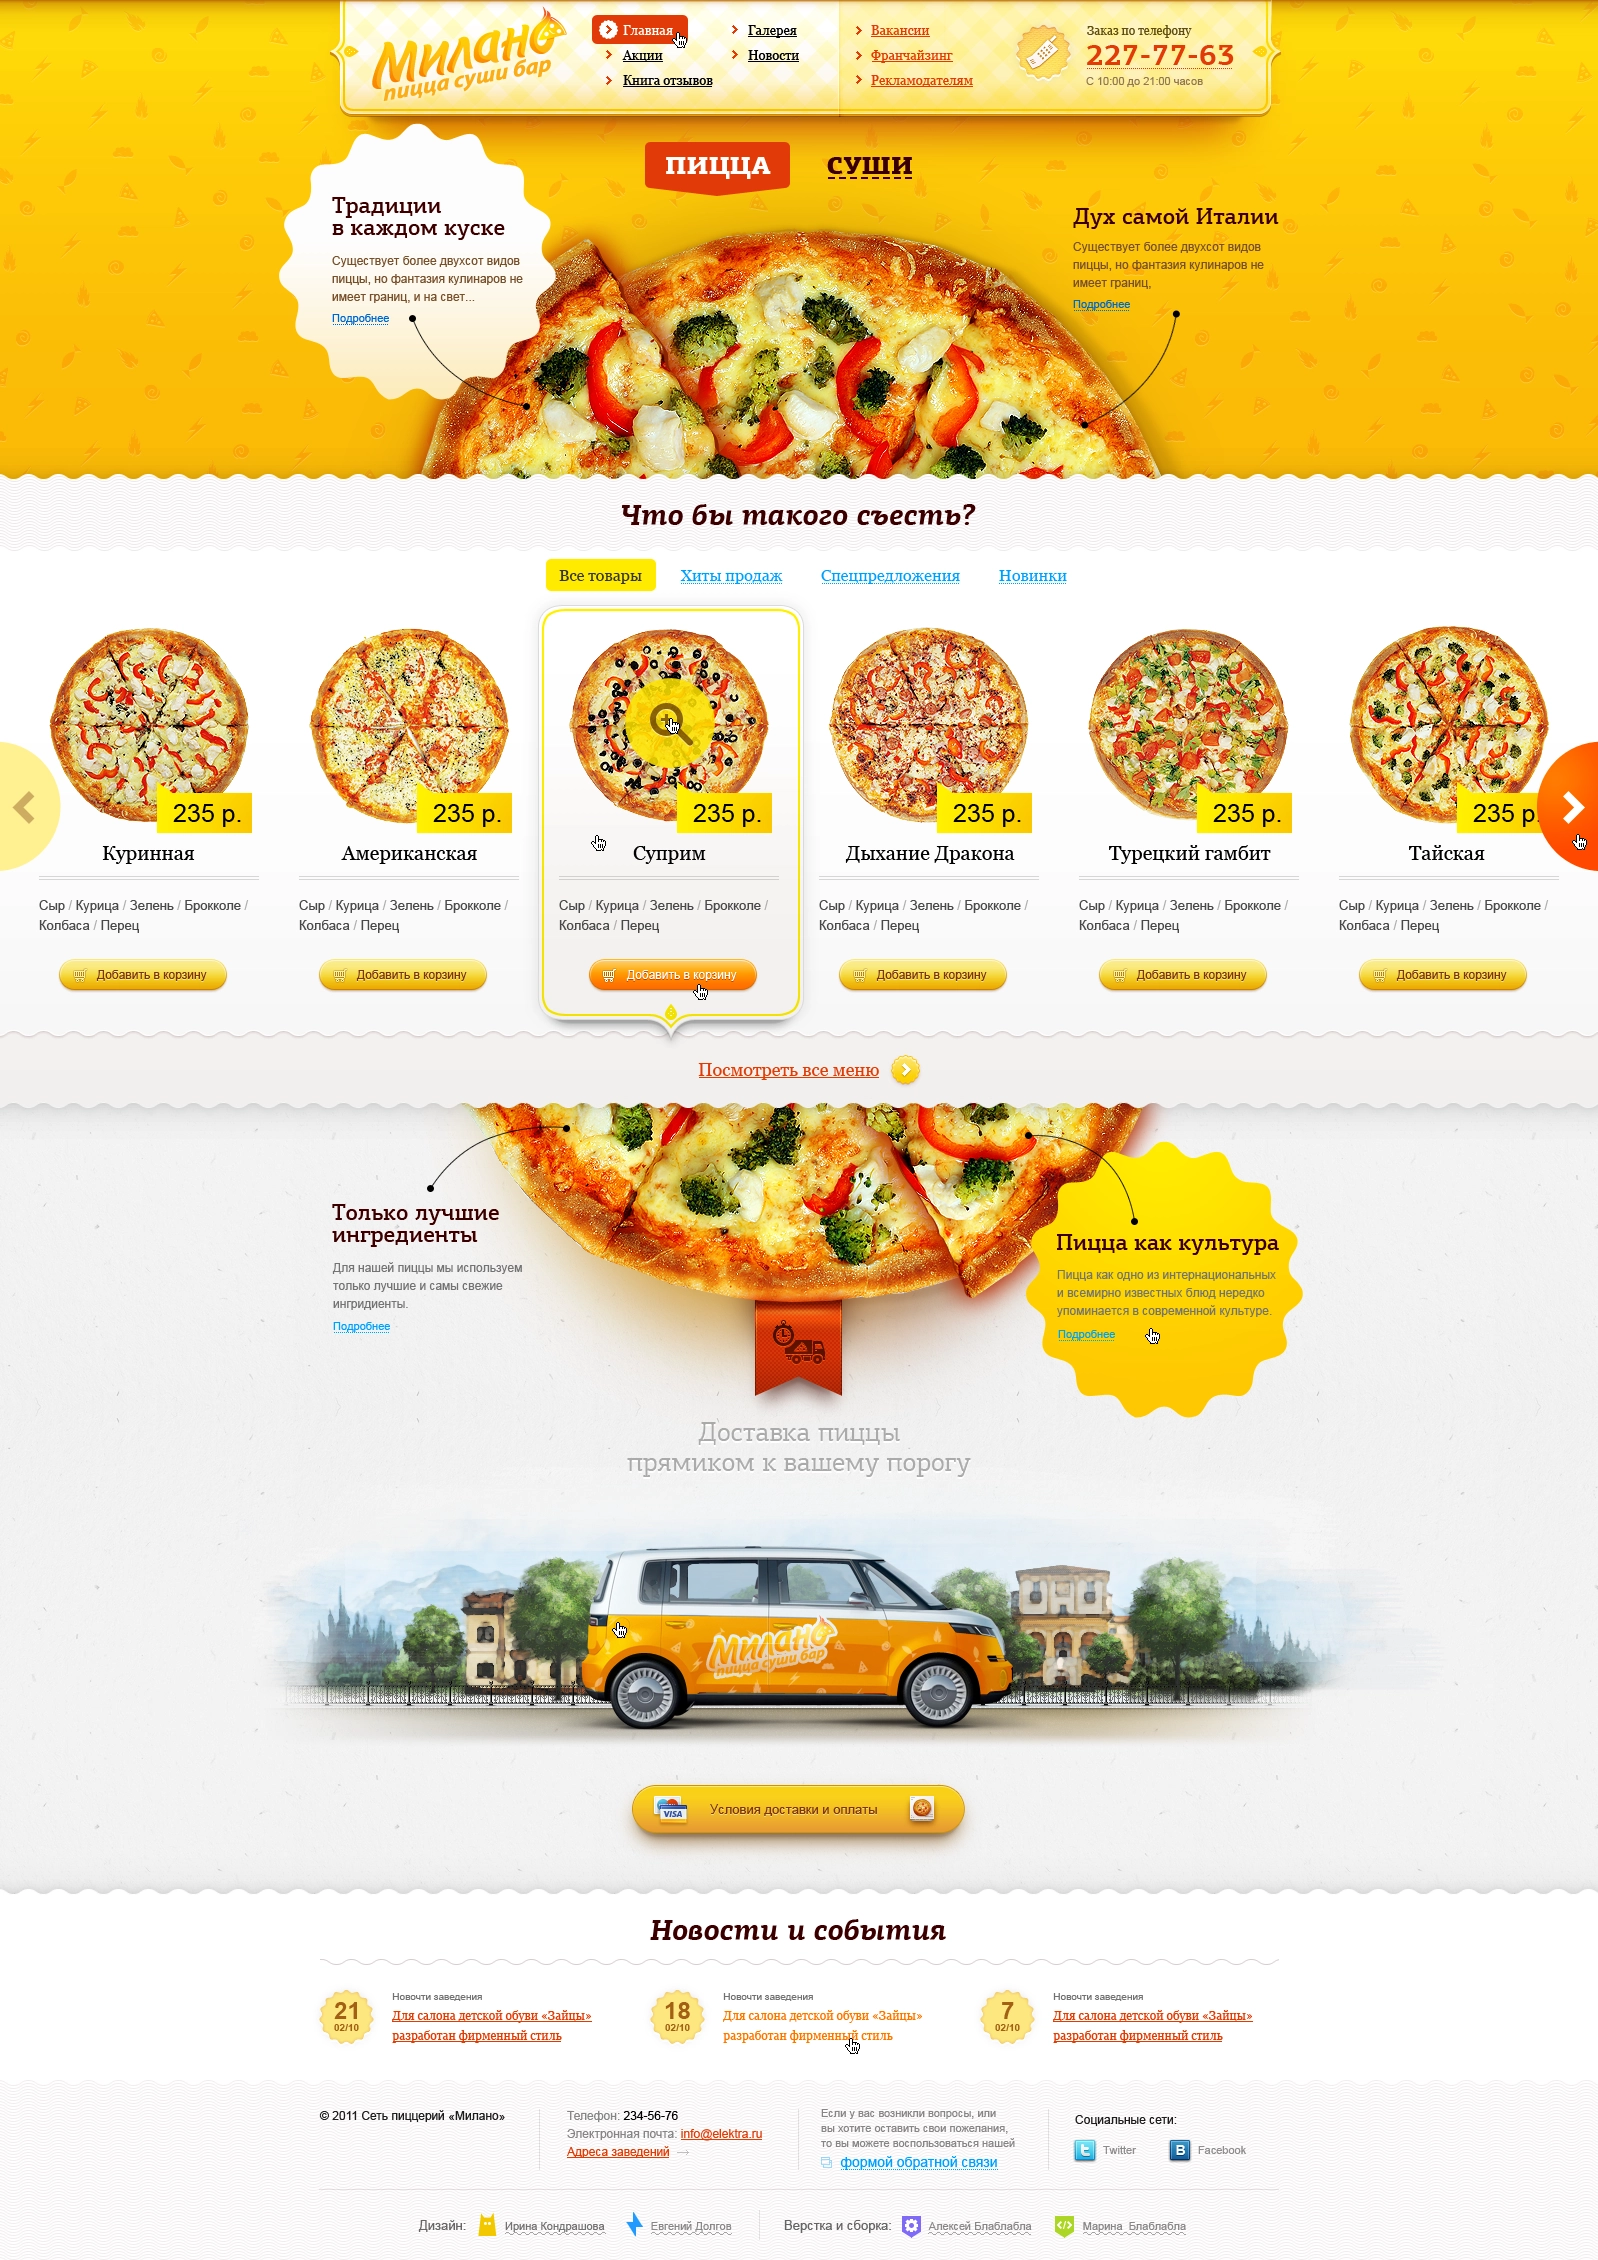 Милано
пицца суши бар
Главная
Акции
Книга отзывов
Галерея
Новости
Вакансии
Франчайзинг
Рекламодателям
Заказ по телефону
227-77-63
С 10:00 до 21:00 часов
ПИЦЦА
СУШИ
Традиции
в каждом куске
Существует более двухсот видов
пиццы, но фантазия кулинаров не
имеет границ, и на свет...
Подробнее
Дух самой Италии
Существует более двухсот видов
пиццы, но фантазия кулинаров не
имеет границ,
Подробнее
Что бы такого съесть?
Все товары
Хиты продаж
Спецпредложения
Новинки
235 р.
Куринная
Сыр / Курица / Зелень / Брокколе /
Колбаса / Перец
Добавить в корзину
235 р.
Американская
Сыр / Курица / Зелень / Брокколе /
Колбаса / Перец
Добавить в корзину
235 р.
Суприм
Сыр / Курица / Зелень / Брокколе /
Колбаса / Перец
Добавить в корзину
235 р.
Дыхание Дракона
Сыр / Курица / Зелень / Брокколе /
Колбаса / Перец
Добавить в корзину
235 р.
Турецкий гамбит
Сыр / Курица / Зелень / Брокколе /
Колбаса / Перец
Добавить в корзину
235 р.
Тайская
Сыр / Курица / Зелень / Брокколе /
Колбаса / Перец
Добавить в корзину
Посмотреть все меню
Только лучшие
ингредиенты
Для нашей пиццы мы используем
только лучшие и самы свежие
ингридиенты.
Подробнее
Пицца как культура
Пицца как одно из интернациональных
и всемирно известных блюд нередко
упоминается в современной культуре.
Подробнее
Доставка пиццы
прямиком к вашему порогу
Милано
пицца суши бар
VISA
Условия доставки и оплаты
Новости и события
21
02/10
Новочти заведения
Для салона детской обуви «Зайцы»
разработан фирменный стиль
18
02/10
Новочти заведения
Для салона детской обуви «Зайцы»
разработан фирменный стиль
7
02/10
Новочти заведения
Для салона детской обуви «Зайцы»
разработан фирменный стиль
© 2011 Сеть пиццерий «Милано»
Телефон: 234-56-76
Электронная почта: info@elektra.ru
Адреса заведений →
Если у вас возникли вопросы, или
вы хотите оставить свои пожелания,
то вы можете воспользоваться нашей
формой обратной связи
Социальные сети:
Twitter
Facebook
Дизайн:
Ирина Кондрашова
Евгений Долгов
Верстка и сборка:
Алексей Блаблабла
Марина Блаблабла